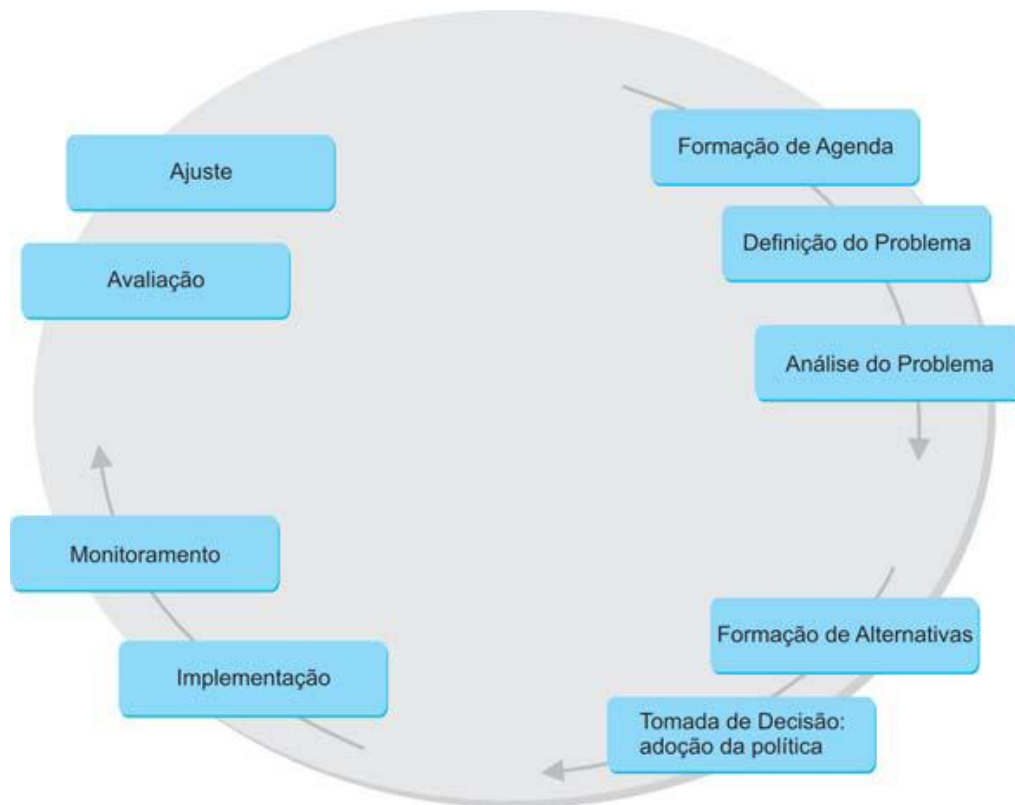 Formação de Agenda
Definição do Problema
Análise do Problema
Formação de Alternativas
Tomada de Decisão:
adoção da política
Implementação
Monitoramento
Avaliação
Ajuste